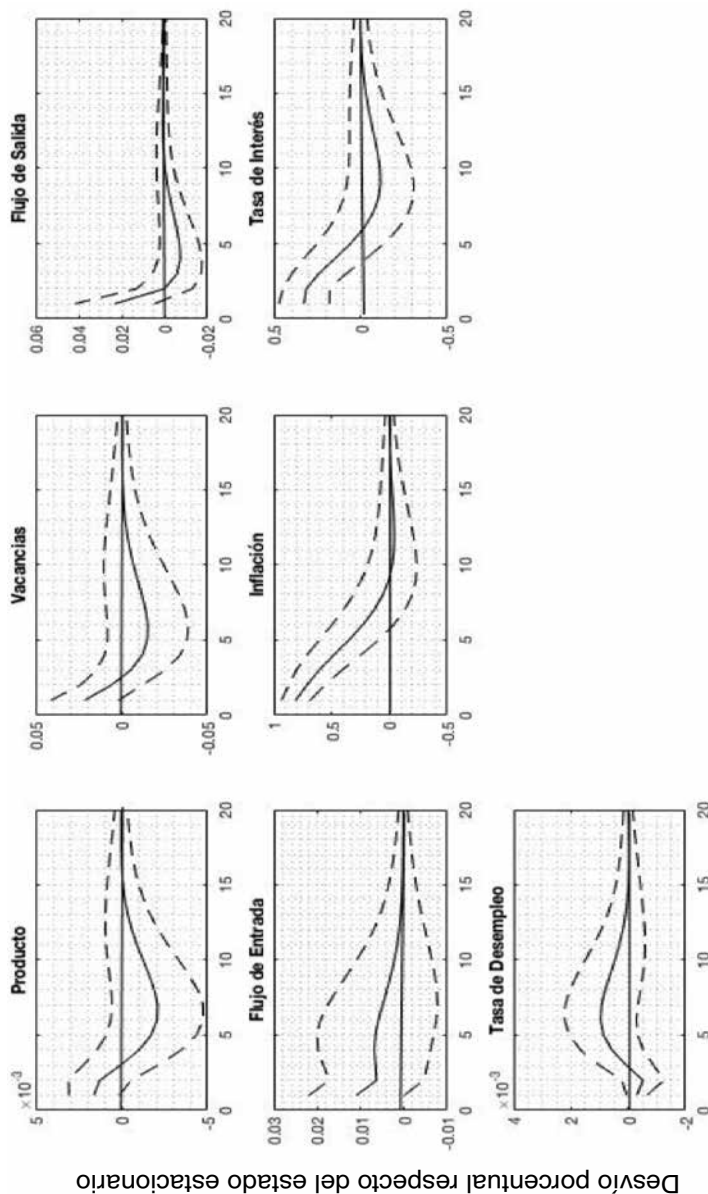 Desvío porcentual respecto del estado estacionario
Producto
×10⁻³
5
0
-5
0 5 10 15 20
Vacancias
0.05
0
-0.05
0 5 10 15 20
Flujo de Salida
0.06
0.04
0.02
0
-0.02
0 5 10 15 20
Flujo de Entrada
0.03
0.02
0.01
0
-0.01
0 5 10 15 20
Inflación
1
0.5
0
-0.5
0 5 10 15 20
Tasa de Interés
0.5
0
-0.5
0 5 10 15 20
Tasa de Desempleo
×10⁻³
4
2
0
-2
0 5 10 15 20